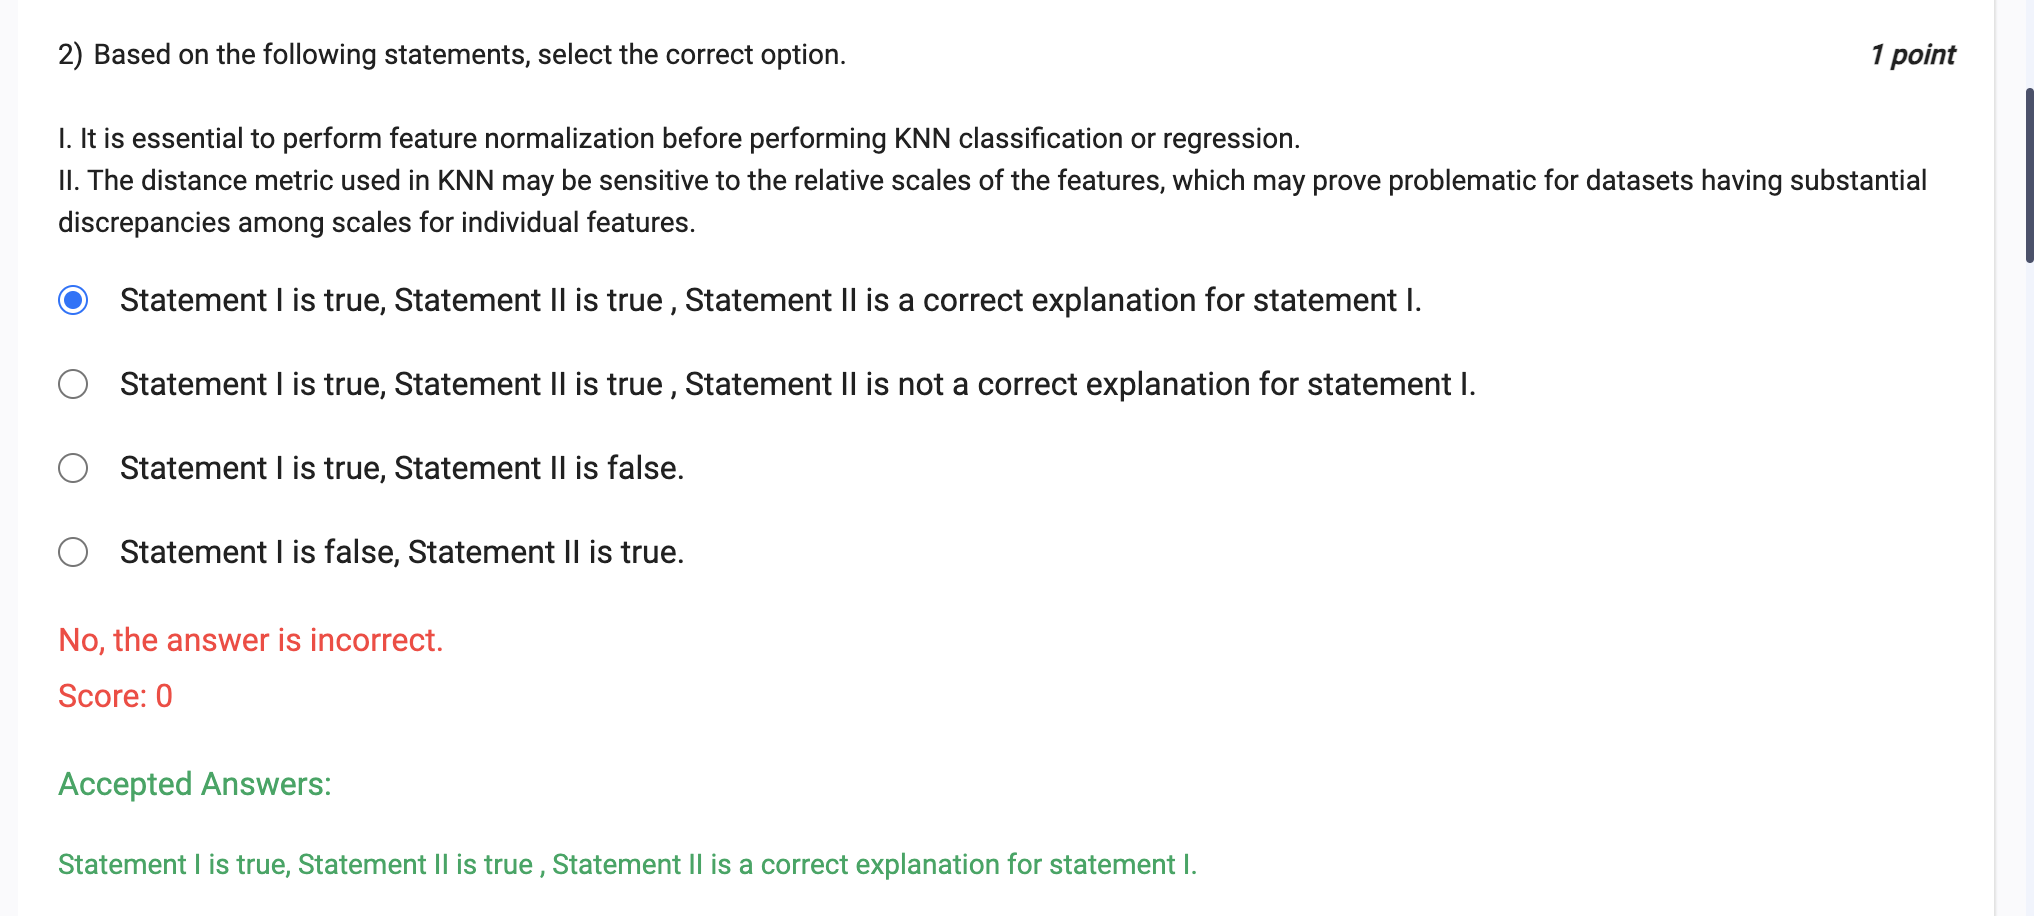 2) Based on the following statements, select the correct option.
1 point
I. It is essential to perform feature normalization before performing KNN classification or regression.
II. The distance metric used in KNN may be sensitive to the relative scales of the features, which may prove problematic for datasets having substantial
discrepancies among scales for individual features.
Statement I is true, Statement II is true , Statement II is a correct explanation for statement I.
Statement I is true, Statement II is true , Statement II is not a correct explanation for statement I.
Statement I is true, Statement II is false.
Statement I is false, Statement II is true.
No, the answer is incorrect.
Score: 0
Accepted Answers:
Statement I is true, Statement II is true , Statement II is a correct explanation for statement I.